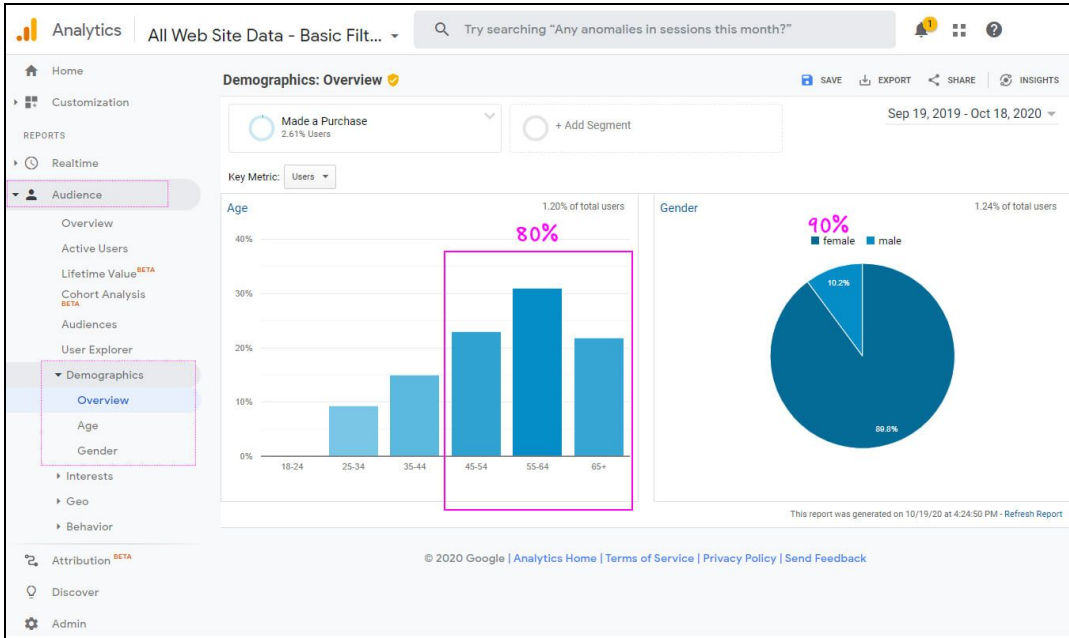 Analytics
All Web Site Data - Basic Filt...
Try searching “Any anomalies in sessions this month?”
1
Home
Customization
REPORTS
Realtime
Audience
Overview
Active Users
Lifetime Value BETA
Cohort Analysis
BETA
Audiences
User Explorer
Demographics
Overview
Age
Gender
Interests
Geo
Behavior
Attribution BETA
Discover
Admin
Demographics: Overview
SAVE
EXPORT
SHARE
INSIGHTS
Made a Purchase
2.61% Users
+ Add Segment
Sep 19, 2019 - Oct 18, 2020
Key Metric:
Users
Age
1.20% of total users
80%
40%
30%
20%
10%
0%
18-24
25-34
35-44
45-54
55-64
65+
Gender
1.24% of total users
90%
female
male
10.2%
89.8%
This report was generated on 10/19/20 at 4:24:50 PM - Refresh Report
© 2020 Google | Analytics Home | Terms of Service | Privacy Policy | Send Feedback